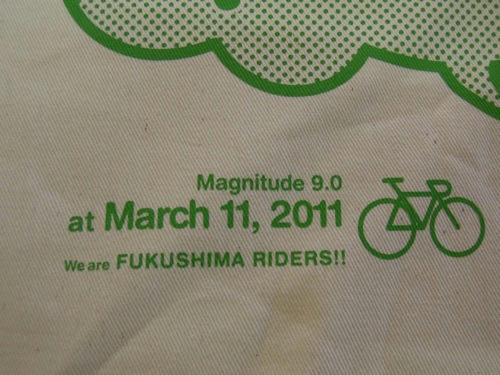 Magnitude 9.0
at March 11, 2011
We are FUKUSHIMA RIDERS!!